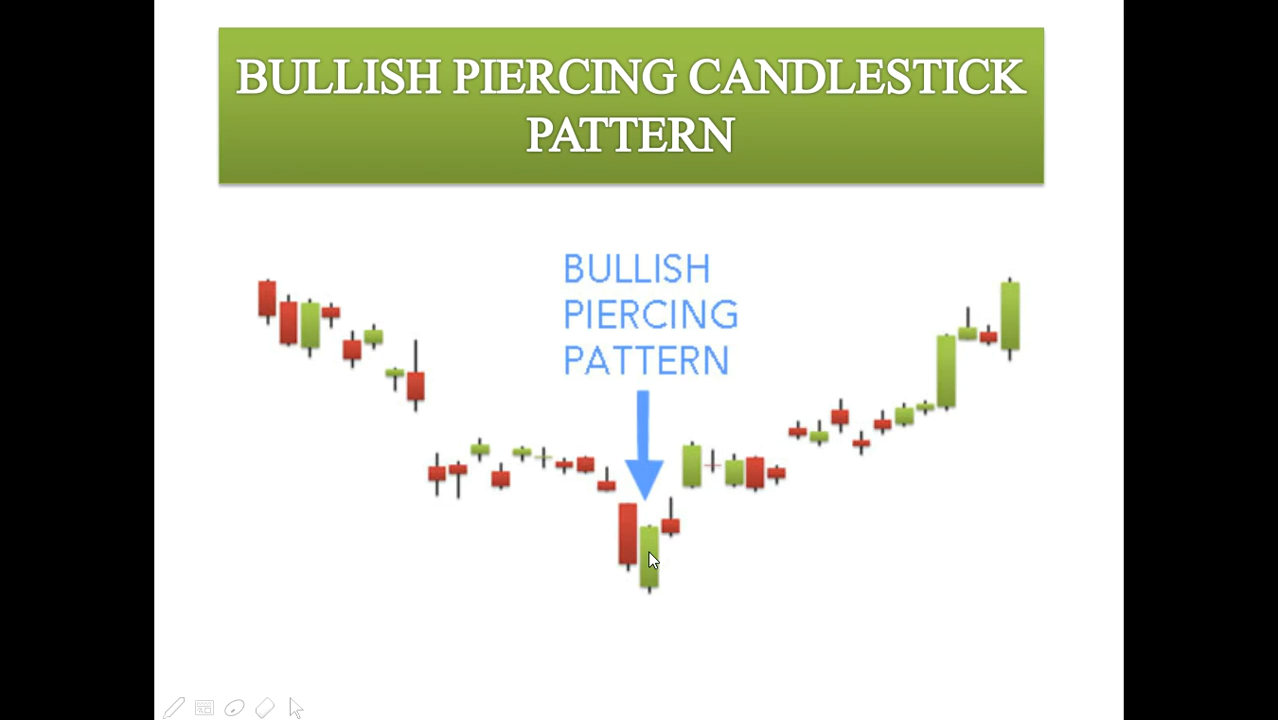 BULLISH PIERCING CANDLESTICK
PATTERN
BULLISH
PIERCING
PATTERN